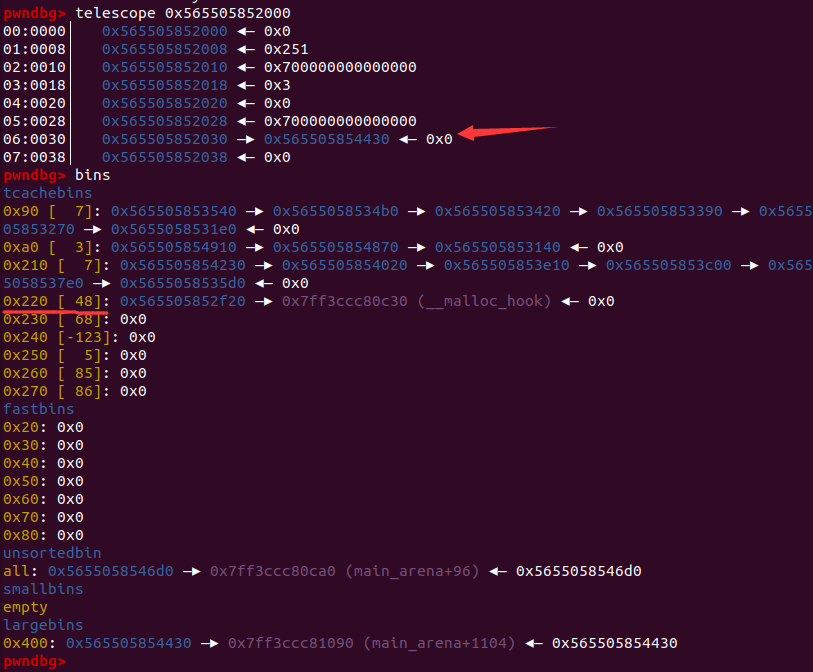 pwndbg> telescope 0x565505852000
00:0000│ 0x565505852000 ◂— 0x0
01:0008│ 0x565505852008 ◂— 0x251
02:0010│ 0x565505852010 ◂— 0x700000000000000
03:0018│ 0x565505852018 ◂— 0x3
04:0020│ 0x565505852020 ◂— 0x0
05:0028│ 0x565505852028 ◂— 0x700000000000000
06:0030│ 0x565505852030 —▸ 0x565505854430 ◂— 0x0
07:0038│ 0x565505852038 ◂— 0x0
pwndbg> bins
tcachebins
0x90 [  7]: 0x565505853540 —▸ 0x5655058534b0 —▸ 0x565505853420 —▸ 0x565505853390 —▸ 0x5655
05853270 —▸ 0x5655058531e0 ◂— 0x0
0xa0 [  3]: 0x565505854910 —▸ 0x565505854870 —▸ 0x565505853140 ◂— 0x0
0x210 [  7]: 0x565505854230 —▸ 0x565505854020 —▸ 0x565505853e10 —▸ 0x565505853c00 —▸ 0x565
5058537e0 —▸ 0x5655058535d0 ◂— 0x0
0x220 [ 48]: 0x565505852f20 —▸ 0x7ff3ccc80c30 (__malloc_hook) ◂— 0x0
0x230 [ 68]: 0x0
0x240 [-123]: 0x0
0x250 [  5]: 0x0
0x260 [ 85]: 0x0
0x270 [ 86]: 0x0
fastbins
0x20: 0x0
0x30: 0x0
0x40: 0x0
0x50: 0x0
0x60: 0x0
0x70: 0x0
0x80: 0x0
unsortedbin
all: 0x5655058546d0 —▸ 0x7ff3ccc80ca0 (main_arena+96) ◂— 0x5655058546d0
smallbins
empty
largebins
0x400: 0x565505854430 —▸ 0x7ff3ccc81090 (main_arena+1104) ◂— 0x565505854430
pwndbg>